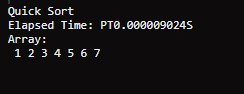 Quick Sort
Elapsed Time: PT0.000009024S
Array:
1 2 3 4 5 6 7